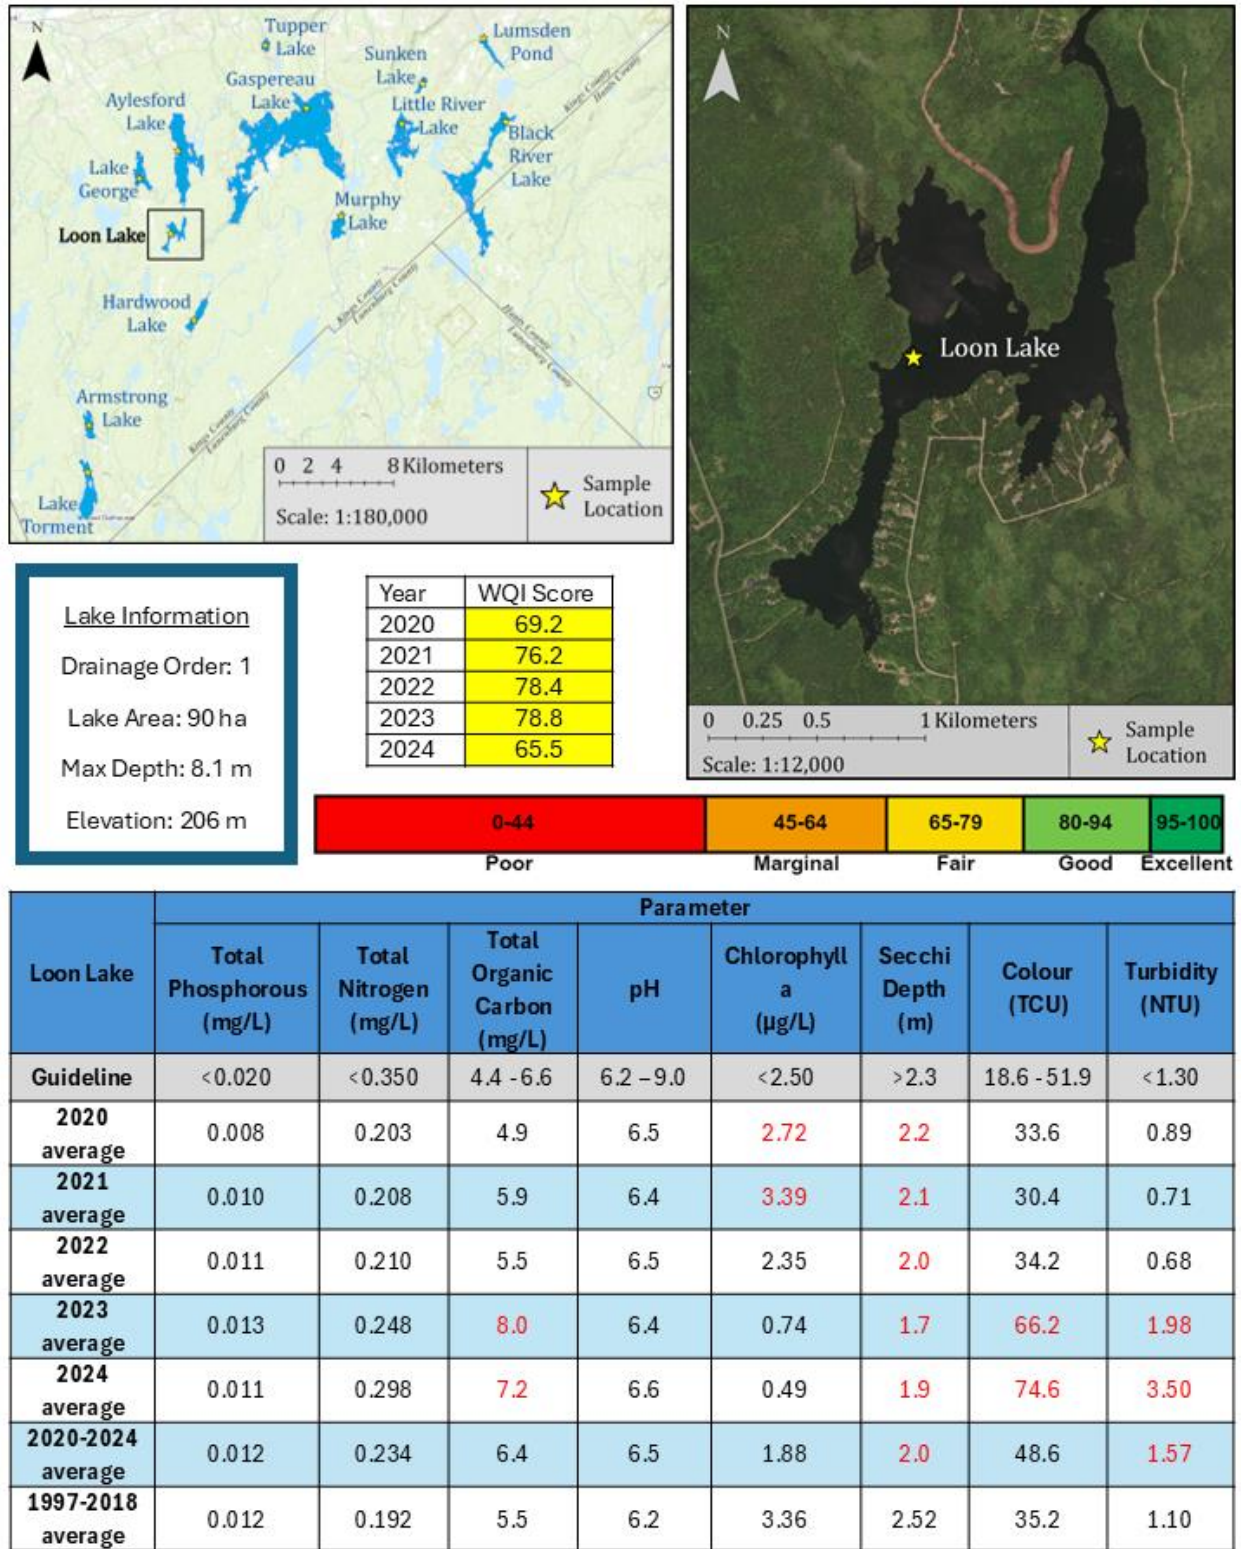 N
Tupper
Lake
Lumsden
Pond
Sunken
Lake
Gaspereau
Lake
Aylesford
Lake
Little River
Lake
Black
River
Lake
Lake
George
Murphy
Lake
Loon Lake
Hardwood
Lake
Armstrong
Lake
Lake
Torment
Kings County
Hants County
Kings County
Lunenburg County
Hants County
Lunenburg County
Kings County
Lunenburg County
0 2 4 8 Kilometers
Scale: 1:180,000
Sample
Location
N
Loon Lake
0 0.25 0.5 1 Kilometers
Scale: 1:12,000
Sample
Location
Lake Information
Drainage Order: 1
Lake Area: 90 ha
Max Depth: 8.1 m
Elevation: 206 m
Year WQI Score
2020 69.2
2021 76.2
2022 78.4
2023 78.8
2024 65.5
0-44 45-64 65-79 80-94 95-100
Poor Marginal Fair Good Excellent
Loon Lake
Parameter
Total
Phosphorous
(mg/L)
Total
Nitrogen
(mg/L)
Total
Organic
Carbon
(mg/L)
pH
Chlorophyll
a
(µg/L)
Secchi
Depth
(m)
Colour
(TCU)
Turbidity
(NTU)
Guideline <0.020 <0.350 4.4 -6.6 6.2 – 9.0 <2.50 >2.3 18.6 - 51.9 <1.30
2020
average 0.008 0.203 4.9 6.5 2.72 2.2 33.6 0.89
2021
average 0.010 0.208 5.9 6.4 3.39 2.1 30.4 0.71
2022
average 0.011 0.210 5.5 6.5 2.35 2.0 34.2 0.68
2023
average 0.013 0.248 8.0 6.4 0.74 1.7 66.2 1.98
2024
average 0.011 0.298 7.2 6.6 0.49 1.9 74.6 3.50
2020-2024
average 0.012 0.234 6.4 6.5 1.88 2.0 48.6 1.57
1997-2018
average 0.012 0.192 5.5 6.2 3.36 2.52 35.2 1.10